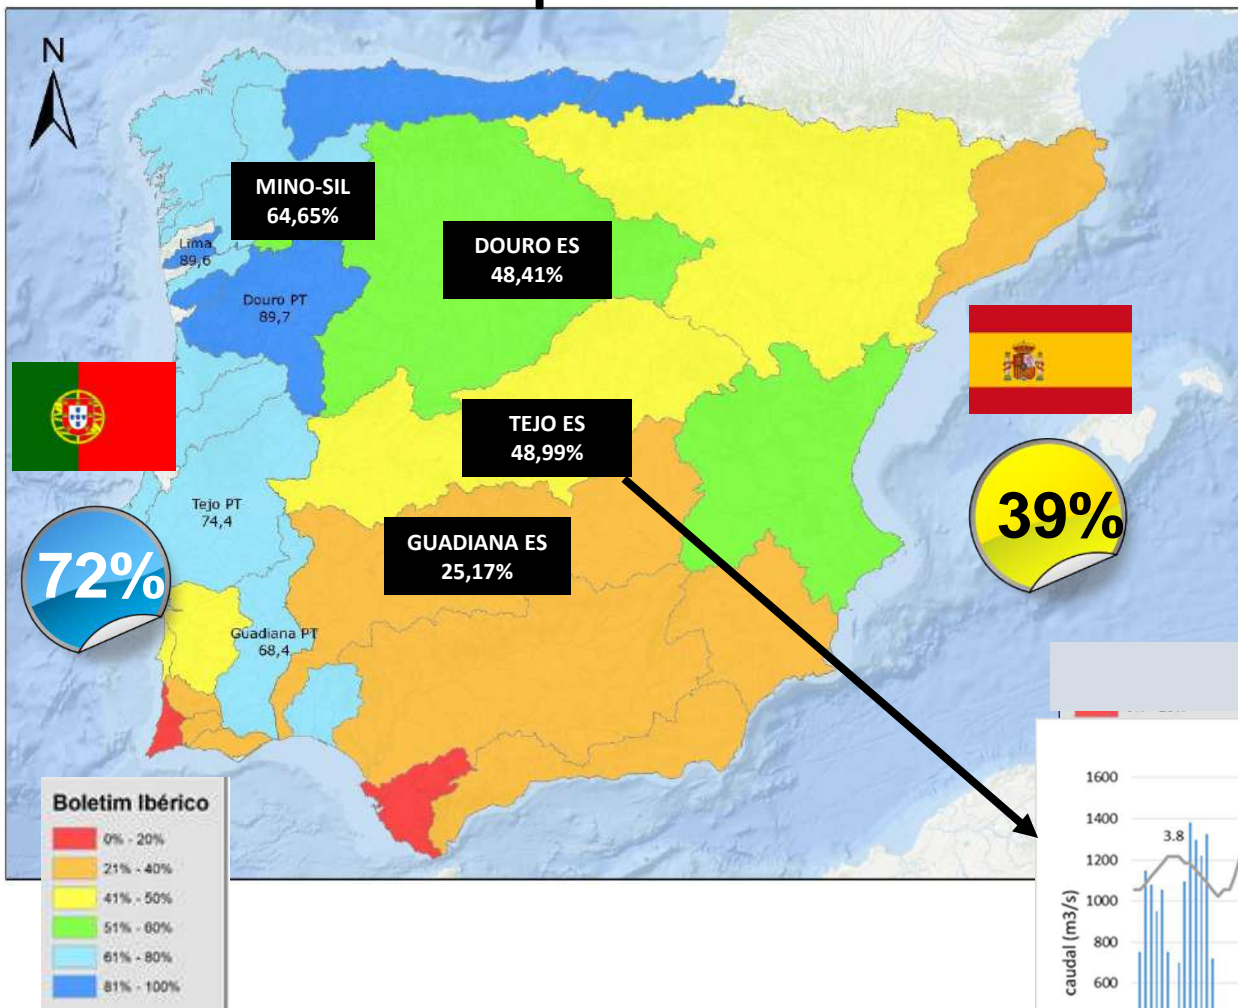 N
MINO-SIL
64,65%
Lima
89,6
DOURO ES
48,41%
Douro PT
89,7
TEJO ES
48,99%
Tejo PT
74,4
39%
GUADIANA ES
25,17%
72%
Guadiana PT
68,4
Boletim Ibérico
0% - 20%
21% - 40%
41% - 50%
51% - 60%
61% - 80%
81% - 100%
1600
1400
3.8
1200
1000
800
600
caudal (m3/s)